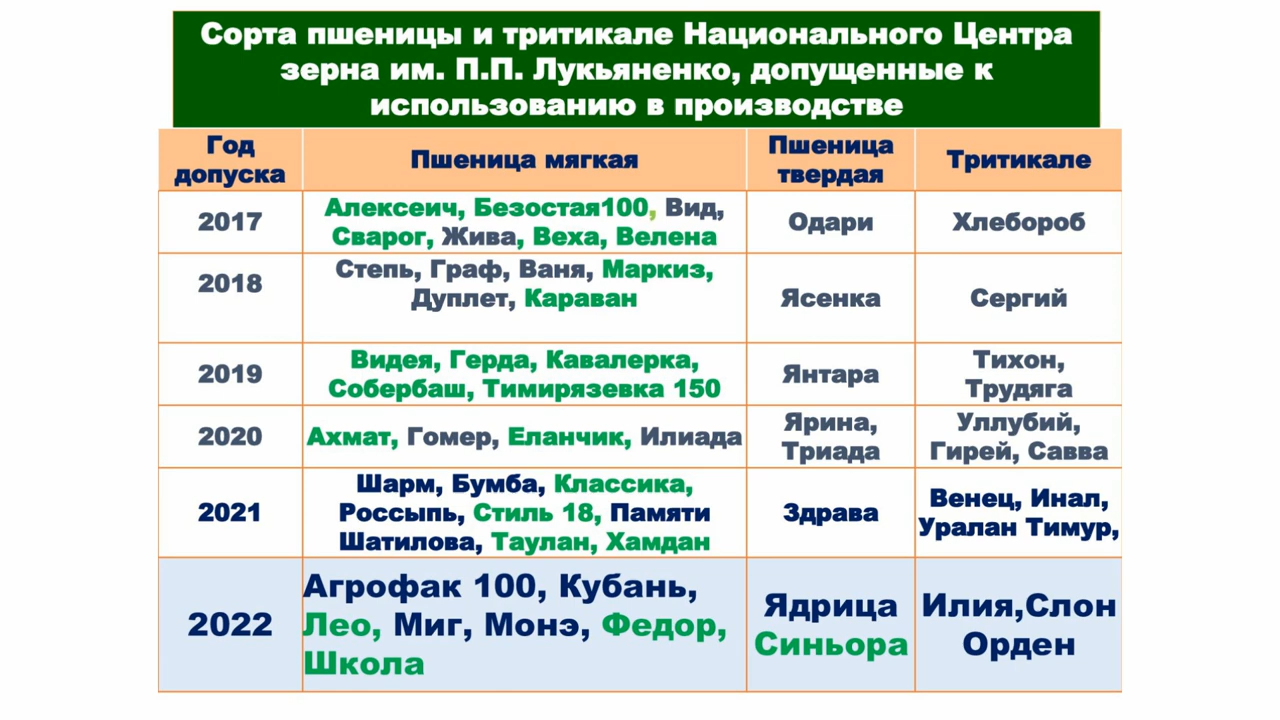 Сорта пшеницы и тритикале Национального Центра
зерна им. П.П. Лукьяненко, допущенные к
использованию в производстве
Год
допуска
Пшеница мягкая
Пшеница
твердая
Тритикале
2017
Алексеич, Безостая100, Вид,
Сварог, Жива, Веха, Велена
Одари
Хлебороб
2018
Степь, Граф, Ваня, Маркиз,
Дуплет, Караван
Ясенка
Сергий
2019
Видея, Герда, Кавалерка,
Собербаш, Тимирязевка 150
Янтара
Тихон,
Трудяга
2020
Ахмат, Гомер, Еланчик, Илиада
Ярина,
Триада
Уллубий,
Гирей, Савва
2021
Шарм, Бумба, Классика,
Россыпь, Стиль 18, Памяти
Шатилова, Таулан, Хамдан
Здрава
Венец, Инал,
Уралан Тимур,
2022
Агрофак 100, Кубань,
Лео, Миг, Монэ, Федор,
Школа
Ядрица
Синьора
Илия,Слон
Орден